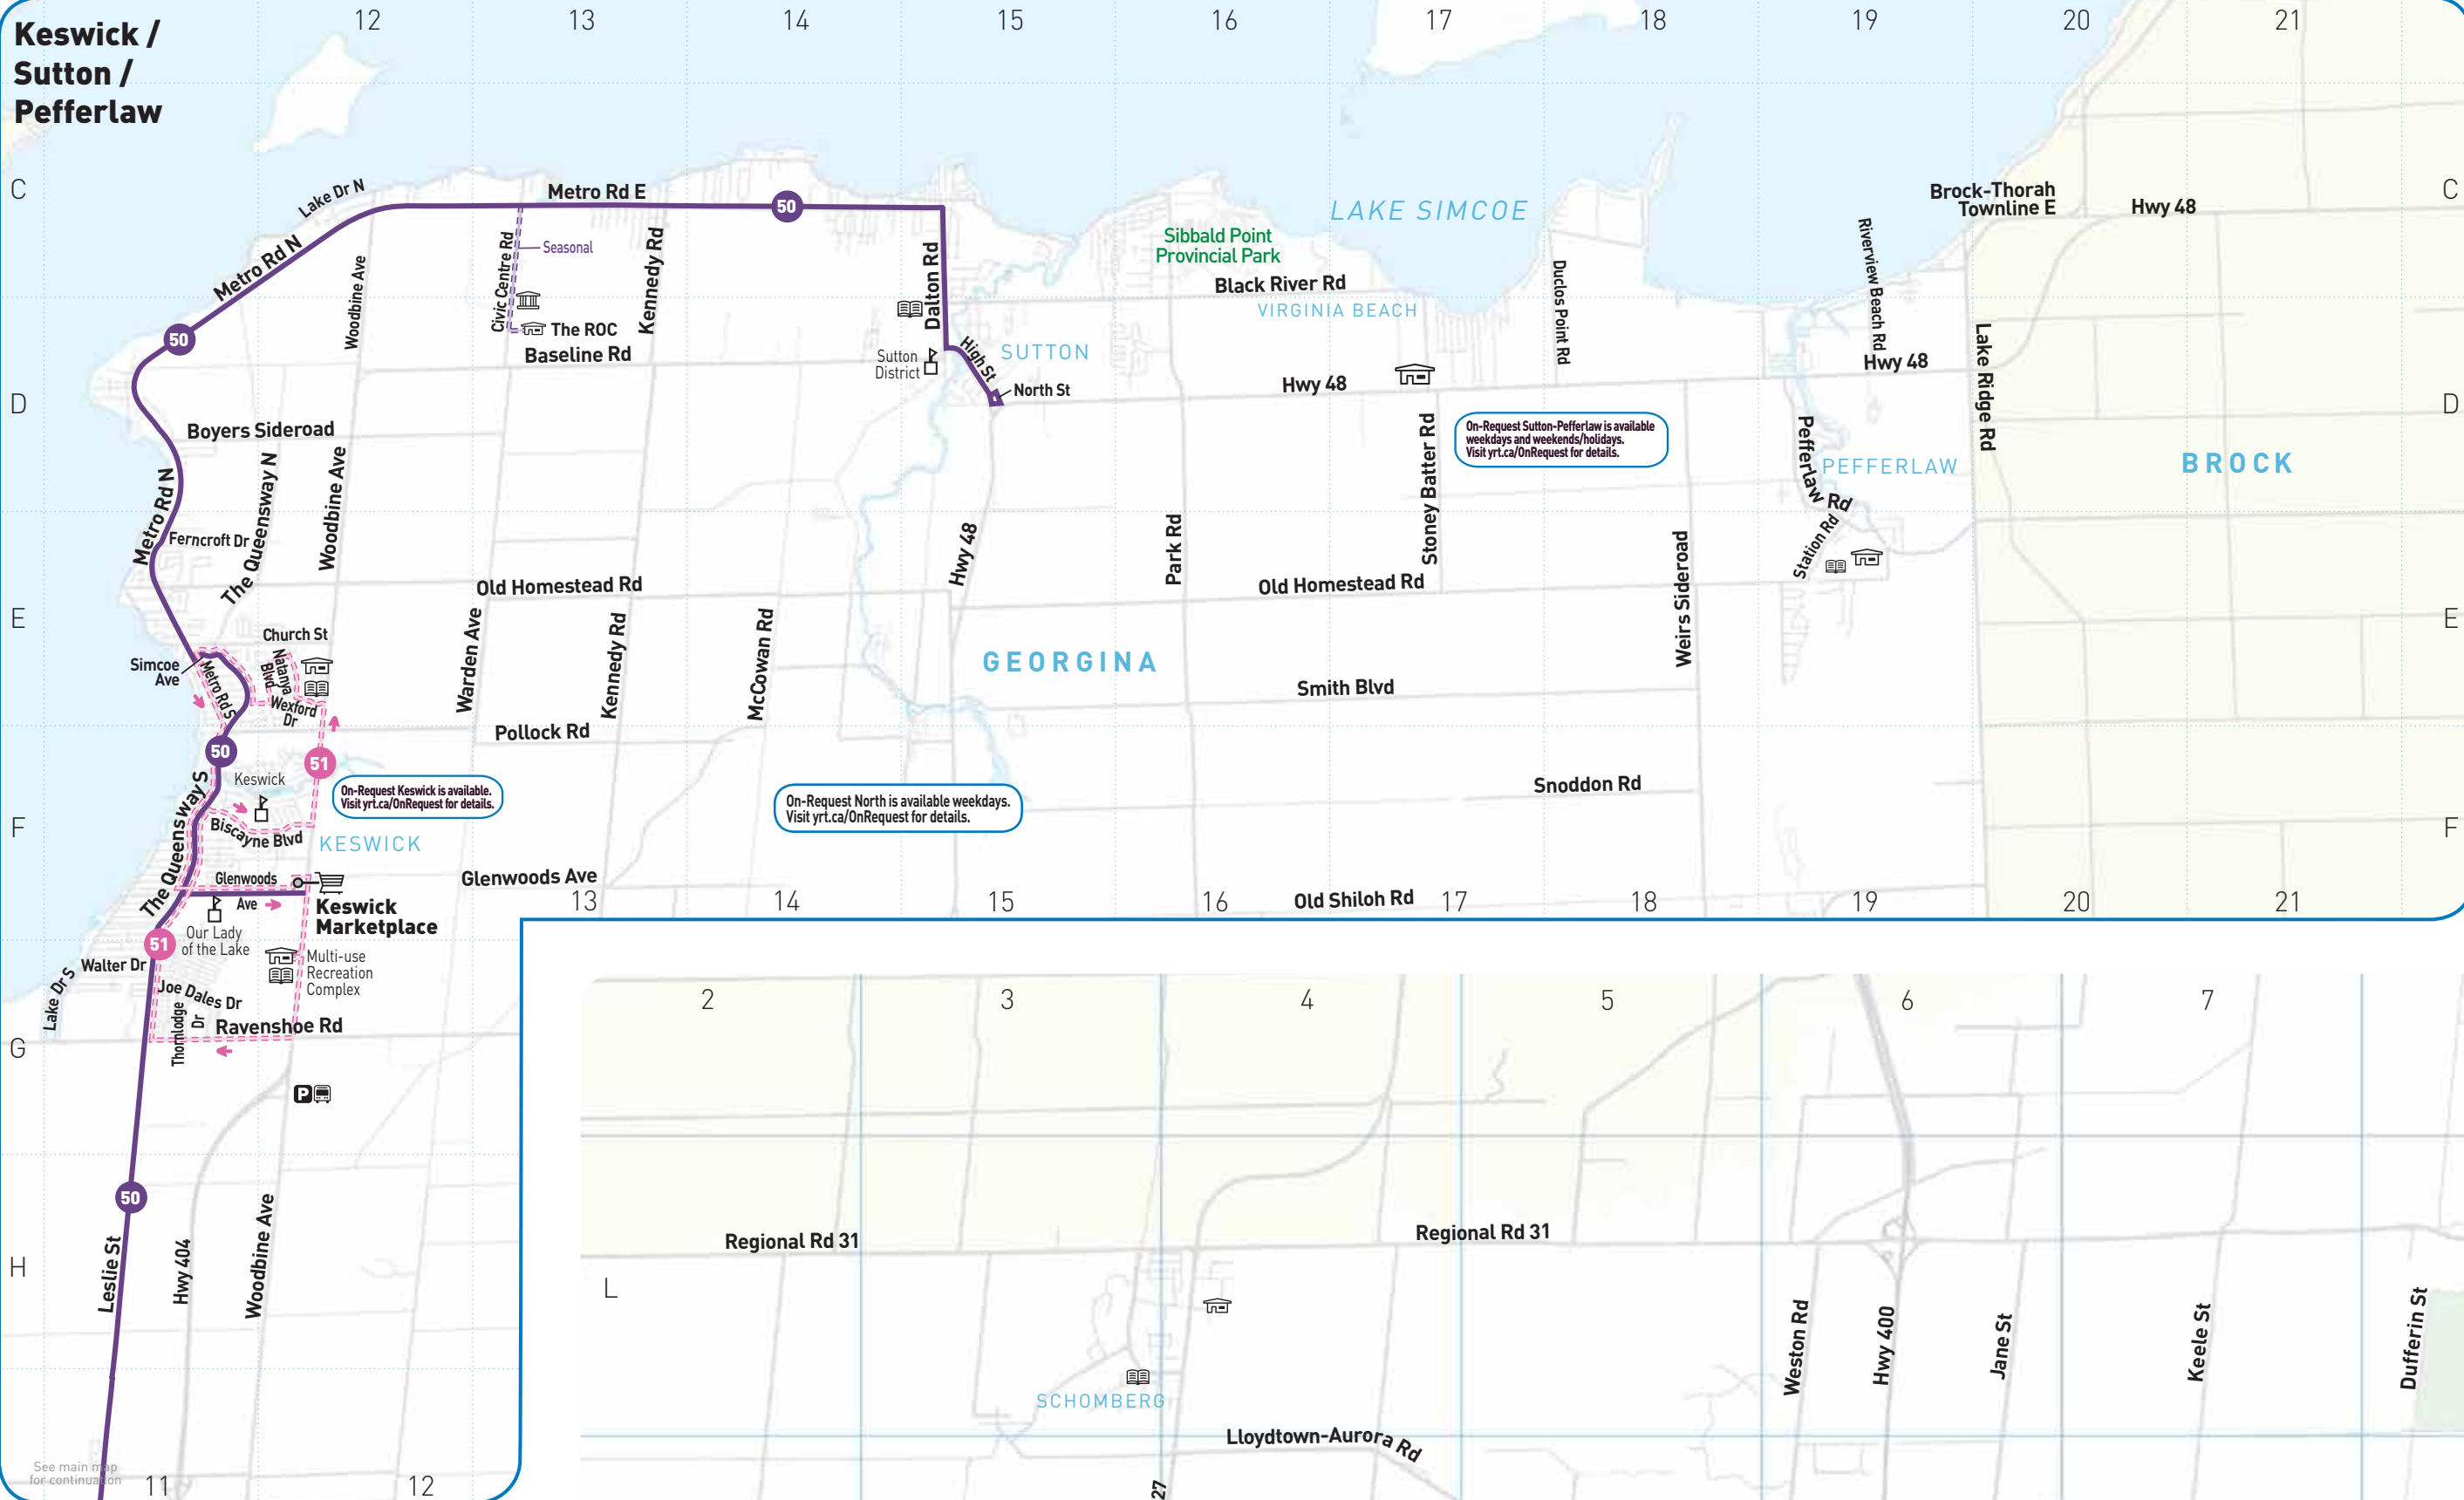 Keswick /
Sutton /
Pefferlaw
12
13
14
15
16
17
18
19
20
21
C
C
Lake Dr N
Metro Rd E
50
Metro Rd N
Woodbine Ave
Civic Centre Rd
Seasonal
Kennedy Rd
Dalton Rd
LAKE SIMCOE
Sibbald Point
Provincial Park
Black River Rd
VIRGINIA BEACH
Duclos Point Rd
Riverview Beach Rd
Brock-Thorah
Townline E
Hwy 48
50
The ROC
Baseline Rd
Sutton
District
High St
SUTTON
North St
Hwy 48
Hwy 48
Lake Ridge Rd
D
D
Boyers Sideroad
On-Request Sutton-Pefferlaw is available
weekdays and weekends/holidays.
Visit yrt.ca/OnRequest for details.
Stoney Batter Rd
Pefferlaw Rd
PEFFERLAW
BROCK
Metro Rd N
The Queensway N
Woodbine Ave
Ferncroft Dr
Hwy 48
Park Rd
Station Rd
Old Homestead Rd
Old Homestead Rd
Weirs Sideroad
E
E
Church St
Simcoe
Ave
Metro Rd S
Natanya
Blvd
Wexford
Dr
Warden Ave
Kennedy Rd
McCowan Rd
GEORGINA
Smith Blvd
Pollock Rd
50
51
Keswick
On-Request Keswick is available.
Visit yrt.ca/OnRequest for details.
On-Request North is available weekdays.
Visit yrt.ca/OnRequest for details.
Snoddon Rd
F
F
The Queensway S
Biscayne Blvd
KESWICK
Glenwoods
Ave
Glenwoods Ave
Keswick
Marketplace
13
14
15
16
Old Shiloh Rd
17
18
19
20
21
Our Lady
of the Lake
51
Walter Dr
Multi-use
Recreation
Complex
Lake Dr S
Joe Dales Dr
Thornlodge
Dr
Ravenshoe Rd
G
P
2
3
4
5
6
7
50
Leslie St
Hwy 404
Woodbine Ave
H
Regional Rd 31
Regional Rd 31
L
Weston Rd
Hwy 400
Jane St
Keele St
Dufferin St
SCHOMBERG
Lloydtown-Aurora Rd
27
See main map
for continuation
11
12